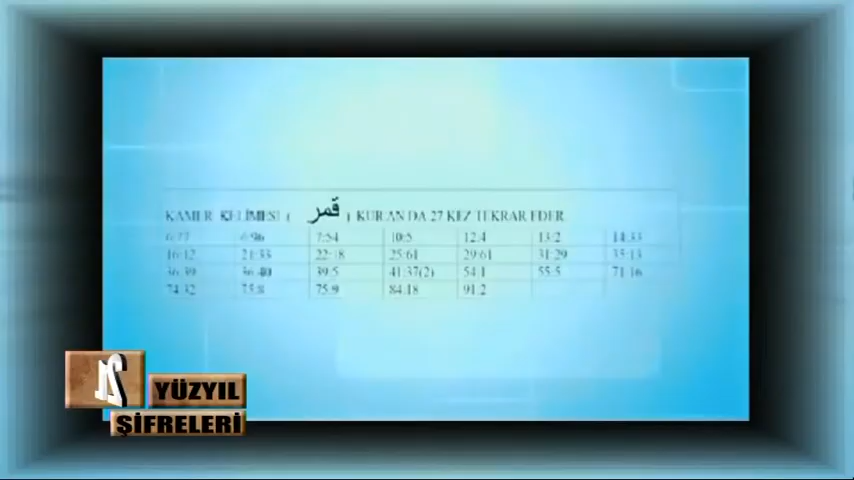 KAMER KELİMESİ ( قمر ) KUR'AN'DA 27 KEZ TEKRAR EDER
6:77 6:96 7:54 10:5 12:4 13:2 14:33
16:12 21:33 22:18 25:61 29:61 31:29 35:13
36:39 36:40 39:5 41:37(2) 54:1 55:5 71:16
74:32 75:8 75:9 84:18 91:2
21
YÜZYIL
ŞİFRELERİ